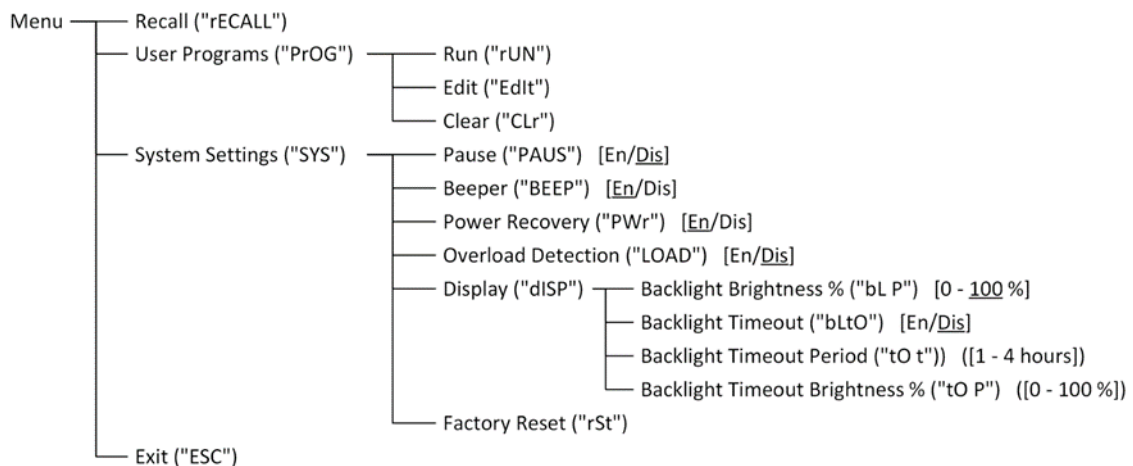 Menu Recall ("rECALL")
User Programs ("PrOG") Run ("rUN")
Edit ("EdIt")
Clear ("CLr")
System Settings ("SYS") Pause ("PAUS") [En/Dis]
Beeper ("BEEP") [En/Dis]
Power Recovery ("PWr") [En/Dis]
Overload Detection ("LOAD") [En/Dis]
Display ("dISP") Backlight Brightness % ("bL P") [0 - 100 %]
Backlight Timeout ("bLtO") [En/Dis]
Backlight Timeout Period ("tO t")) ([1 - 4 hours])
Backlight Timeout Brightness % ("tO P") ([0 - 100 %])
Factory Reset ("rSt")
Exit ("ESC")